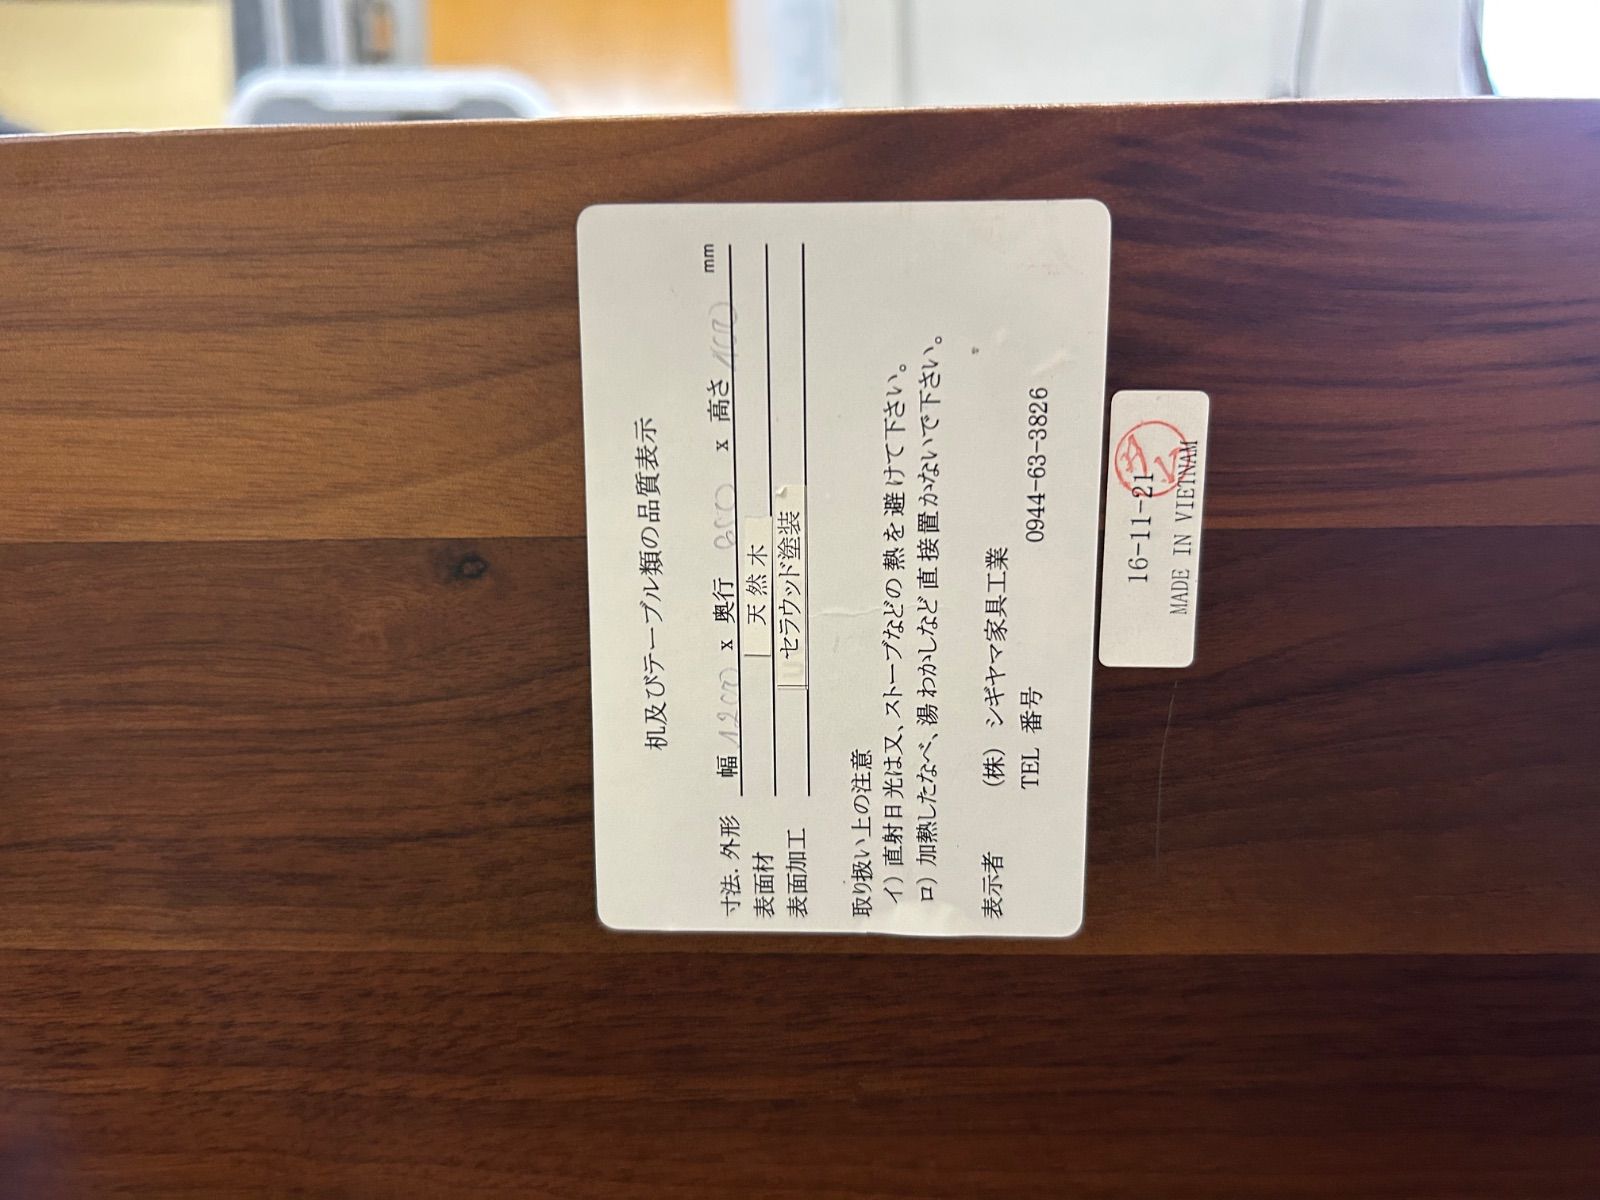 机及びテーブル類の品質表示
寸法.外形 幅 1200 x 奥行 x 高さ mm
表面材 天然木
表面加工 セラウッド塗装
取り扱い上の注意
イ）直射日光は又、ストーブなどの熱を避けて下さい。
ロ）加熱したなべ、湯わかしなど直接置かないで下さい。
表示者 （株）シギヤマ家具工業
TEL 番号 0944-63-3826
16-11-21
MADE IN VIETNAM